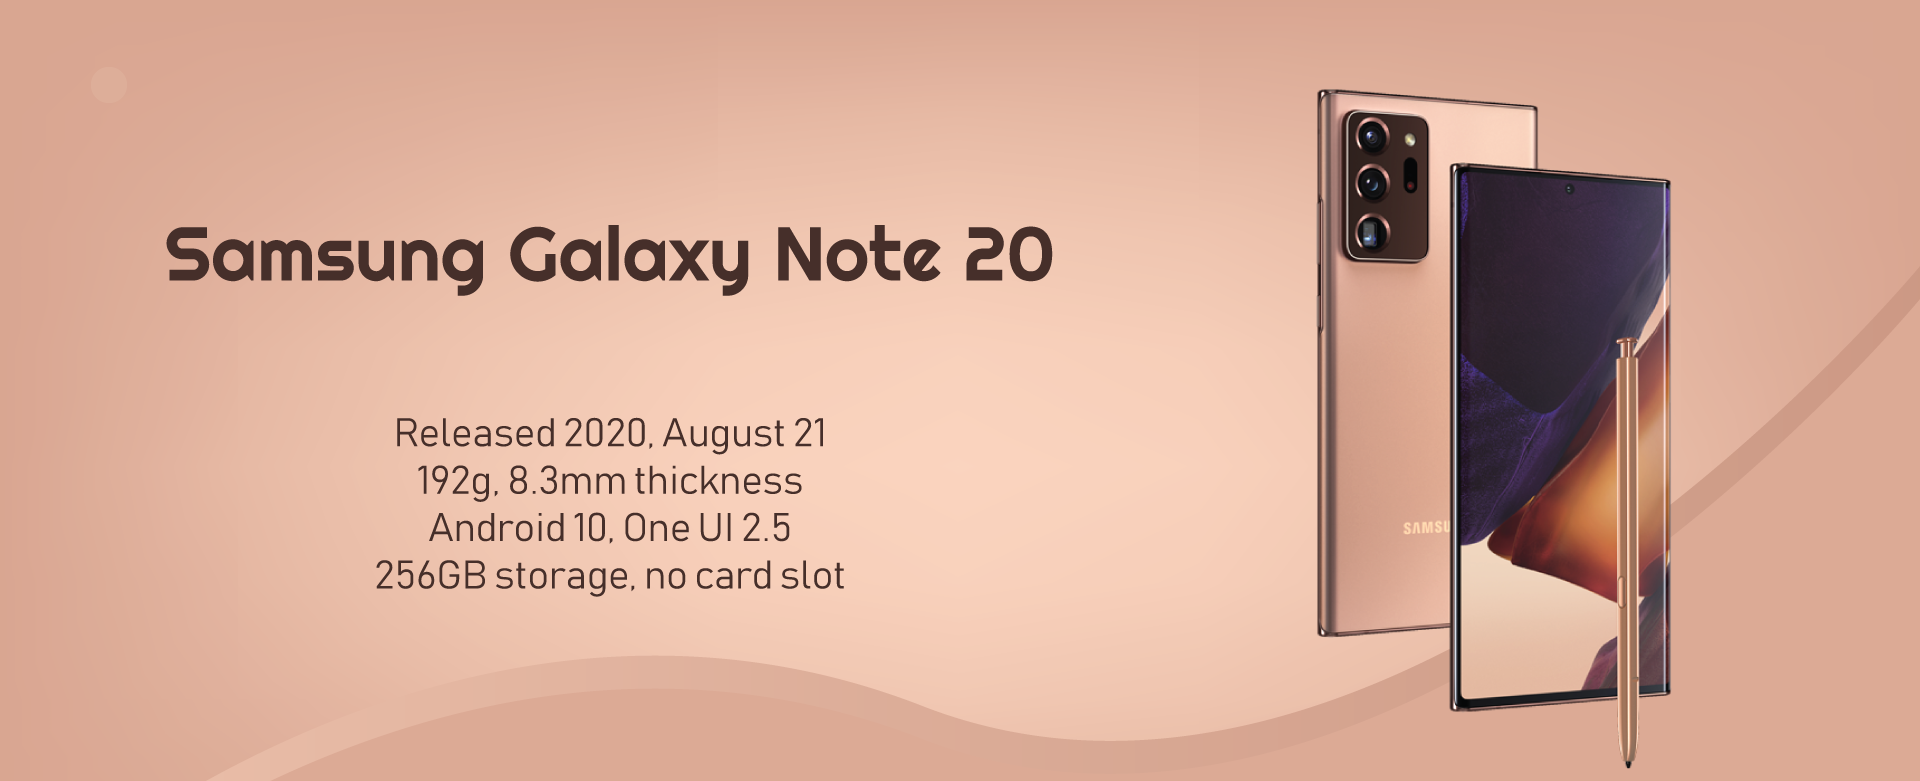 Samsung Galaxy Note 20
Released 2020, August 21
192g, 8.3mm thickness
Android 10, One UI 2.5
256GB storage, no card slot
SAMSU